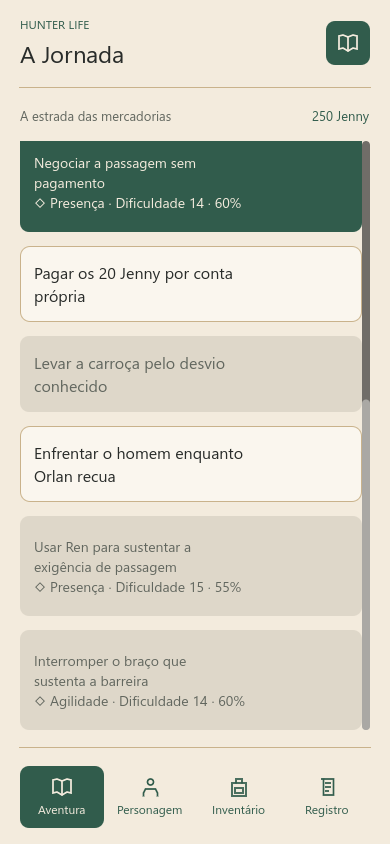 HUNTER LIFE
A Jornada
A estrada das mercadorias
250 Jenny
Negociar a passagem sem
pagamento
◇ Presença · Dificuldade 14 · 60%
Pagar os 20 Jenny por conta
própria
Levar a carroça pelo desvio
conhecido
Enfrentar o homem enquanto
Orlan recua
Usar Ren para sustentar a
exigência de passagem
◇ Presença · Dificuldade 15 · 55%
Interromper o braço que
sustenta a barreira
◇ Agilidade · Dificuldade 14 · 60%
Aventura
Personagem
Inventário
Registro